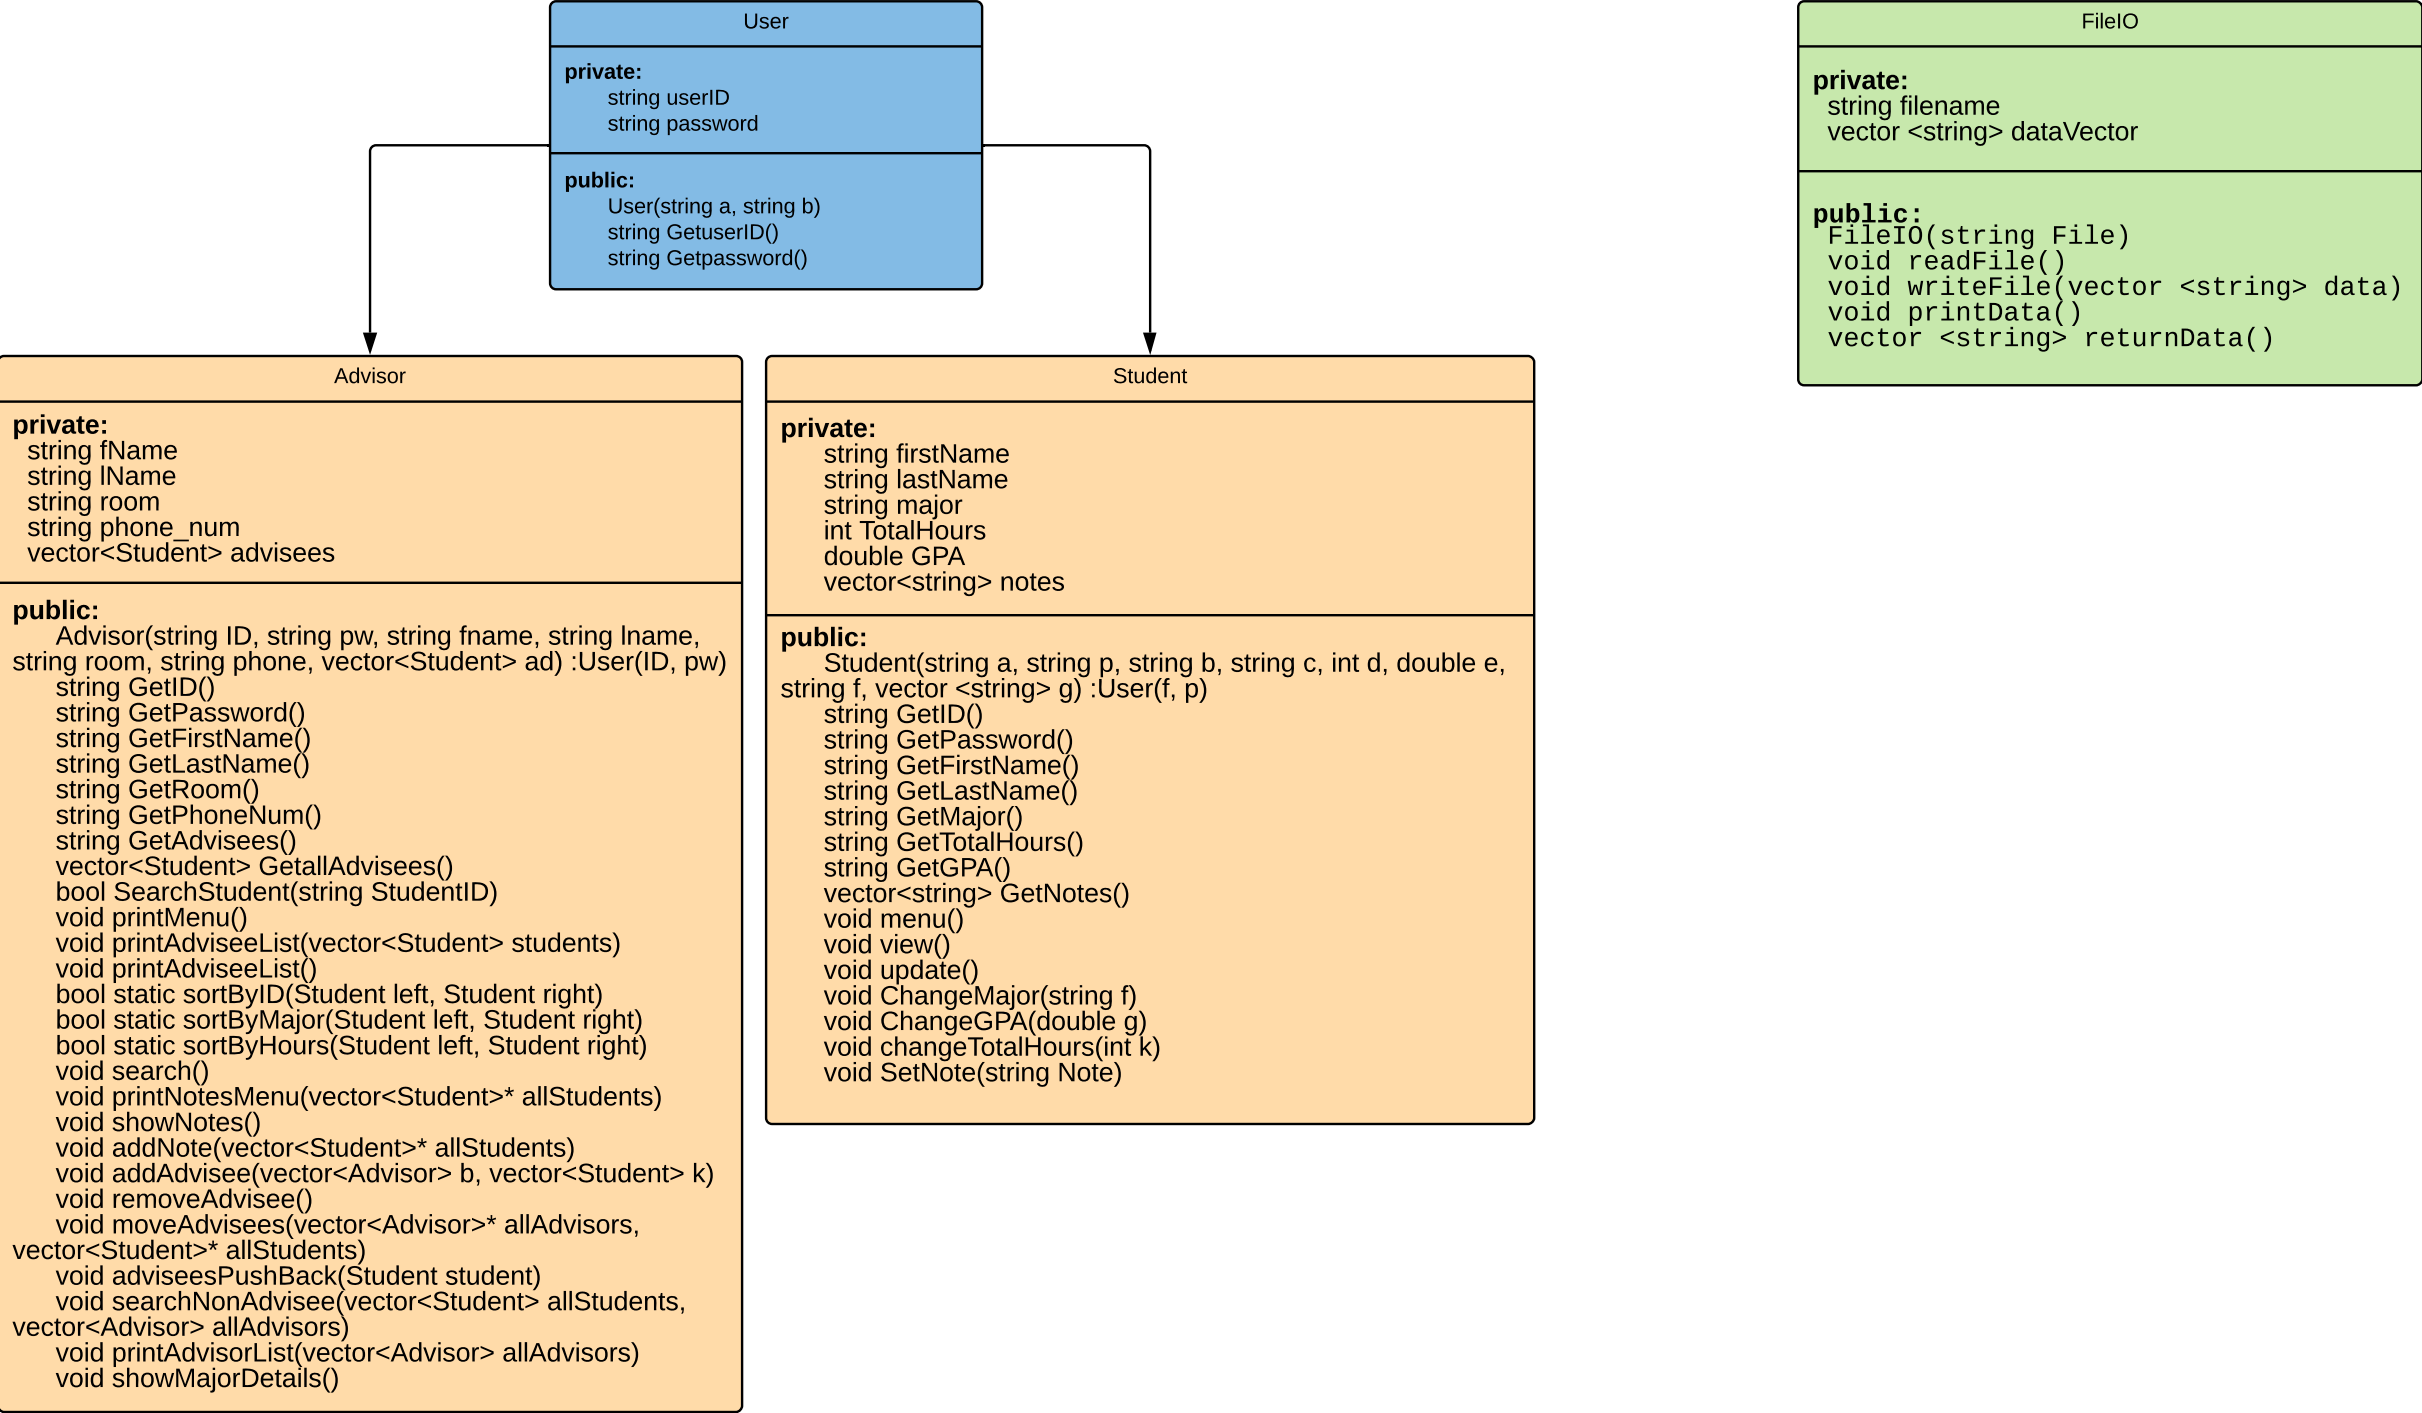 User
private:
string userID
string password
public:
User(string a, string b)
string GetuserID()
string Getpassword()
FileIO
private:
string filename
vector <string> dataVector
public:
FileIO(string File)
void readFile()
void writeFile(vector <string> data)
void printData()
vector <string> returnData()
Advisor
private:
string fName
string lName
string room
string phone_num
vector<Student> advisees
public:
Advisor(string ID, string pw, string fname, string lname,
string room, string phone, vector<Student> ad) :User(ID, pw)
string GetID()
string GetPassword()
string GetFirstName()
string GetLastName()
string GetRoom()
string GetPhoneNum()
string GetAdvisees()
vector<Student> GetallAdvisees()
bool SearchStudent(string StudentID)
void printMenu()
void printAdviseeList(vector<Student> students)
void printAdviseeList()
bool static sortByID(Student left, Student right)
bool static sortByMajor(Student left, Student right)
bool static sortByHours(Student left, Student right)
void search()
void printNotesMenu(vector<Student>* allStudents)
void showNotes()
void addNote(vector<Student>* allStudents)
void addAdvisee(vector<Advisor> b, vector<Student> k)
void removeAdvisee()
void moveAdvisees(vector<Advisor>* allAdvisors,
vector<Student>* allStudents)
void adviseesPushBack(Student student)
void searchNonAdvisee(vector<Student> allStudents,
vector<Advisor> allAdvisors)
void printAdvisorList(vector<Advisor> allAdvisors)
void showMajorDetails()
Student
private:
string firstName
string lastName
string major
int TotalHours
double GPA
vector<string> notes
public:
Student(string a, string p, string b, string c, int d, double e,
string f, vector <string> g) :User(f, p)
string GetID()
string GetPassword()
string GetFirstName()
string GetLastName()
string GetMajor()
string GetTotalHours()
string GetGPA()
vector<string> GetNotes()
void menu()
void view()
void update()
void ChangeMajor(string f)
void ChangeGPA(double g)
void changeTotalHours(int k)
void SetNote(string Note)